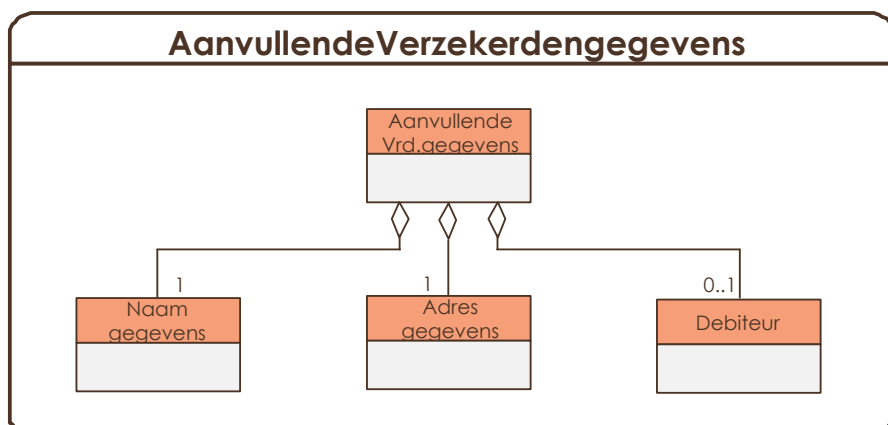 AanvullendeVerzekerdengegevens
Aanvullende
Vrd.gegevens
1
1
0..1
Naam
gegevens
Adres
gegevens
Debiteur